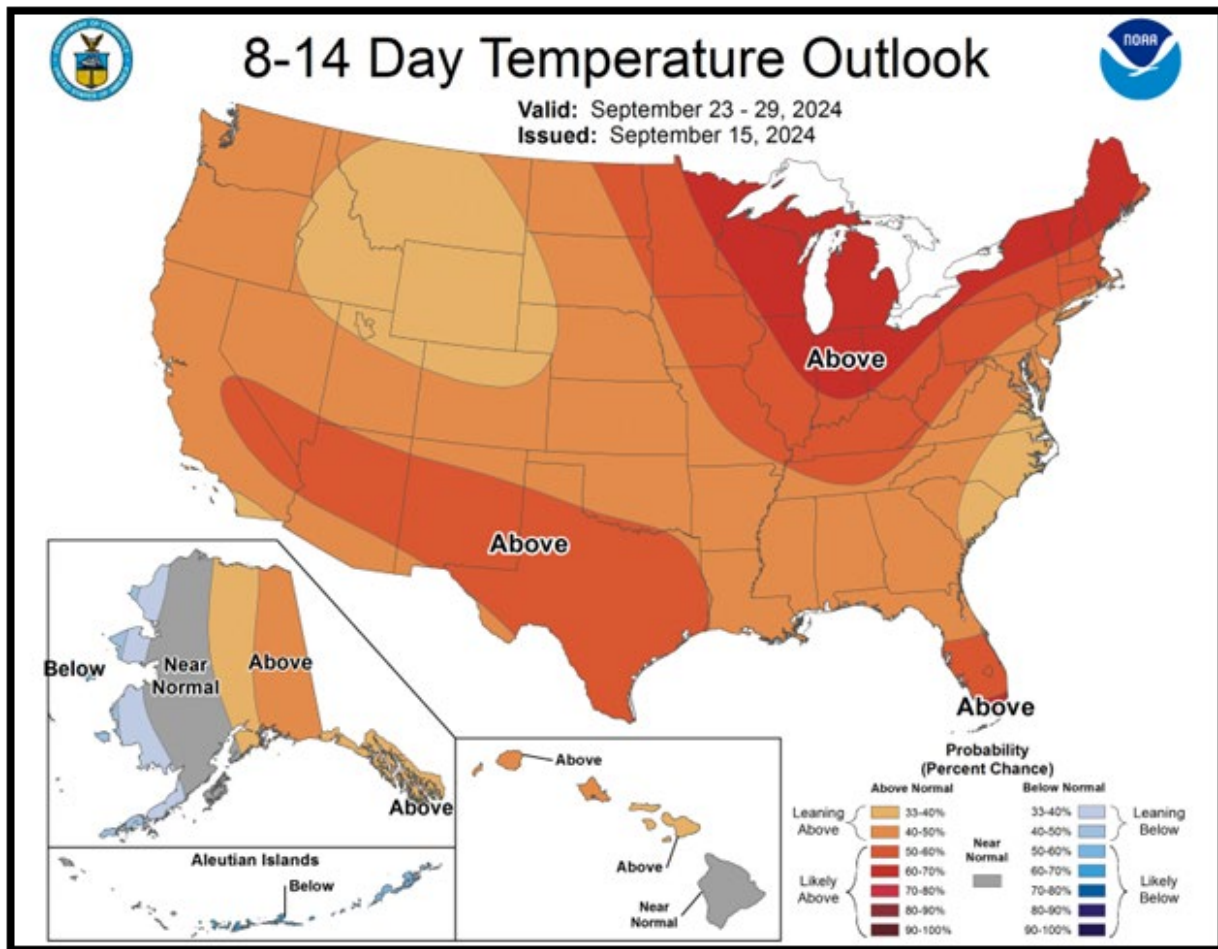 8-14 Day Temperature Outlook
NOAA
Valid: September 23 - 29, 2024
Issued: September 15, 2024
Above
Above
Above
Below
Near
Normal
Above
Above
Aleutian Islands
Below
Above
Above
Near
Normal
Probability
(Percent Chance)
Above Normal
Below Normal
Leaning
Above
33-40%
40-50%
Likely
Above
50-60%
60-70%
70-80%
80-90%
90-100%
Near
Normal
33-40%
40-50%
Leaning
Below
50-60%
60-70%
70-80%
80-90%
90-100%
Likely
Below